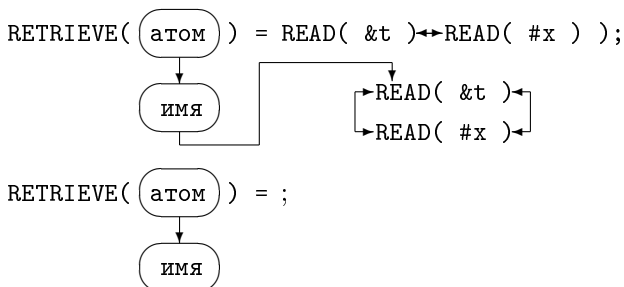 RETRIEVE( атом ) = READ( &t ) READ( #x ) );
READ( &t )
имя
READ( #x )
RETRIEVE( атом ) = ;
имя